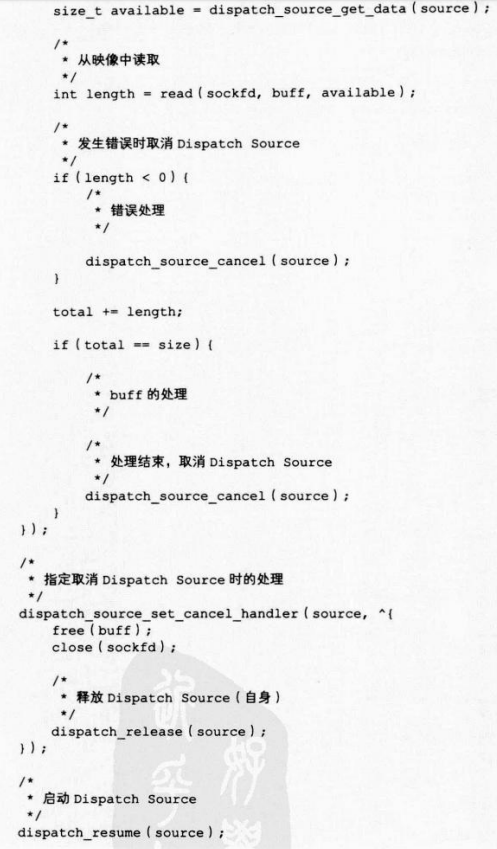 size_t available = dispatch_source_get_data(source);
/*
 * 从映像中读取
 */
int length = read(sockfd, buff, available);
/*
 * 发生错误时取消 Dispatch Source
 */
if(length < 0){
/*
 * 错误处理
 */
dispatch_source_cancel(source);
}
total += length;
if(total == size){
/*
 * buff 的处理
 */
/*
 * 处理结束，取消 Dispatch Source
 */
dispatch_source_cancel(source);
}
});
/*
 * 指定取消 Dispatch Source 时的处理
 */
dispatch_source_set_cancel_handler(source, ^{
free(buff);
close(sockfd);
/*
 * 释放 Dispatch Source(自身)
 */
dispatch_release(source);
});
/*
 * 启动 Dispatch Source
 */
dispatch_resume(source);